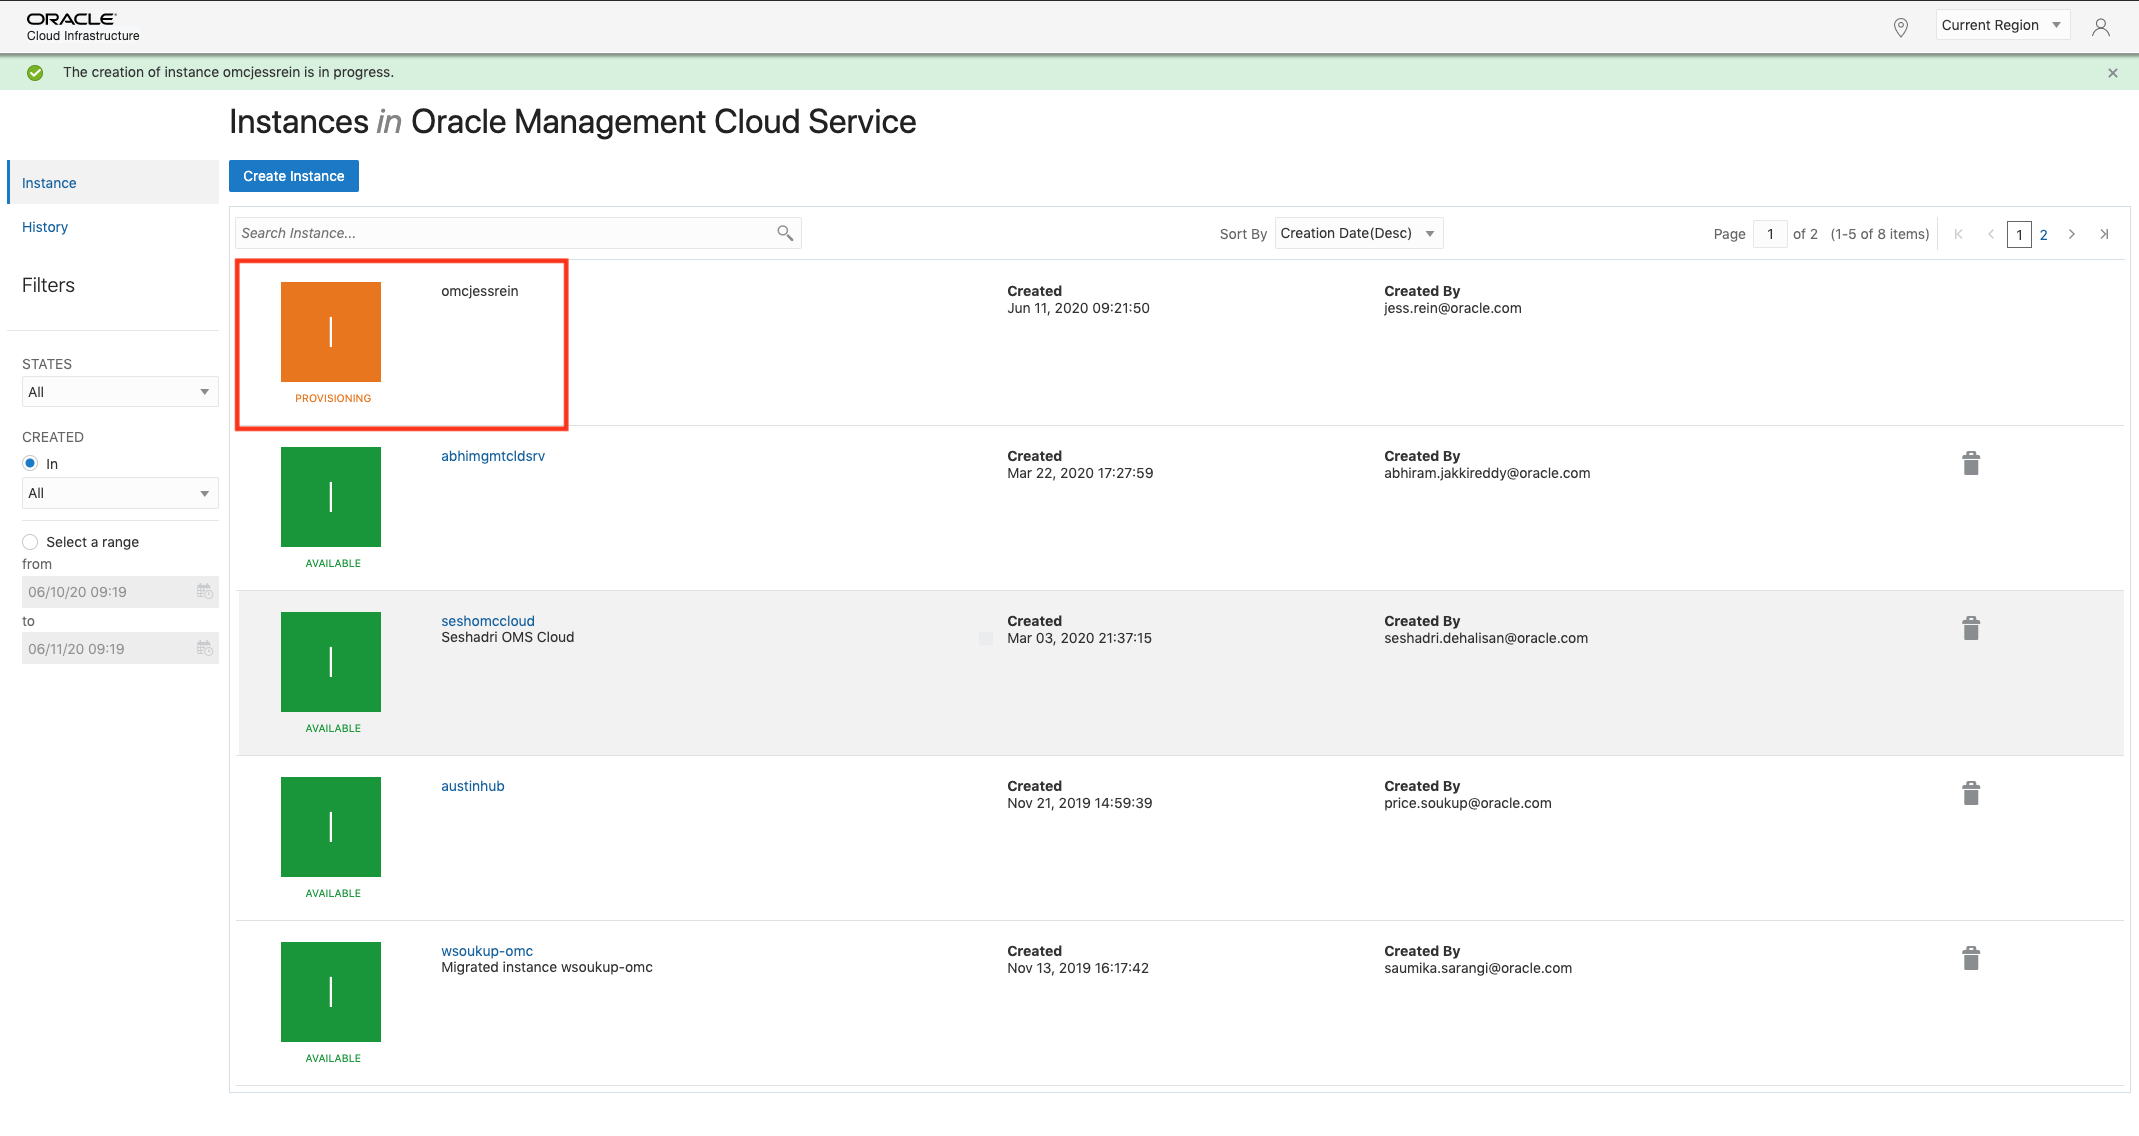 ORACLE
Cloud Infrastructure
Current Region
The creation of instance omcjessrein is in progress.
Instances in Oracle Management Cloud Service
Instance
History
Filters
STATES
All
CREATED
In
All
Select a range
from
06/10/20 09:19
to
06/11/20 09:19
Create Instance
Search Instance...
Sort By Creation Date(Desc)
Page 1 of 2 (1-5 of 8 items) 1 2
I
PROVISIONING
omcjessrein
Created
Jun 11, 2020 09:21:50
Created By
jess.rein@oracle.com
I
AVAILABLE
abhimgmtcldsrv
Created
Mar 22, 2020 17:27:59
Created By
abhiram.jakkireddy@oracle.com
I
AVAILABLE
seshomccloud
Seshadri OMS Cloud
Created
Mar 03, 2020 21:37:15
Created By
seshadri.dehalisan@oracle.com
I
AVAILABLE
austinhub
Created
Nov 21, 2019 14:59:39
Created By
price.soukup@oracle.com
I
AVAILABLE
wsoukup-omc
Migrated instance wsoukup-omc
Created
Nov 13, 2019 16:17:42
Created By
saumika.sarangi@oracle.com